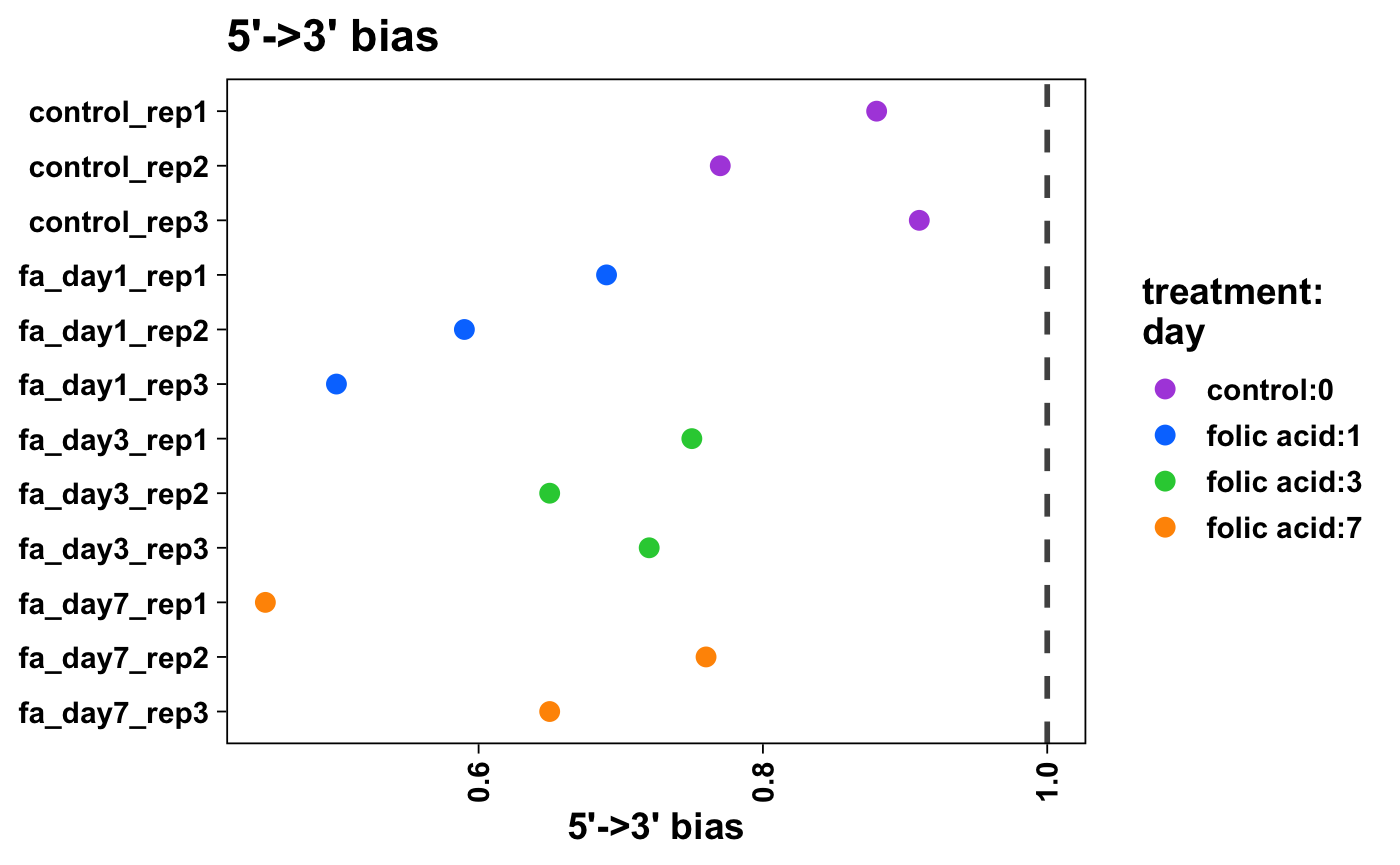 5'->3' bias
control_rep1
control_rep2
control_rep3
fa_day1_rep1
fa_day1_rep2
fa_day1_rep3
fa_day3_rep1
fa_day3_rep2
fa_day3_rep3
fa_day7_rep1
fa_day7_rep2
fa_day7_rep3
0.6
0.8
1.0
5'->3' bias
treatment:
day
control:0
folic acid:1
folic acid:3
folic acid:7